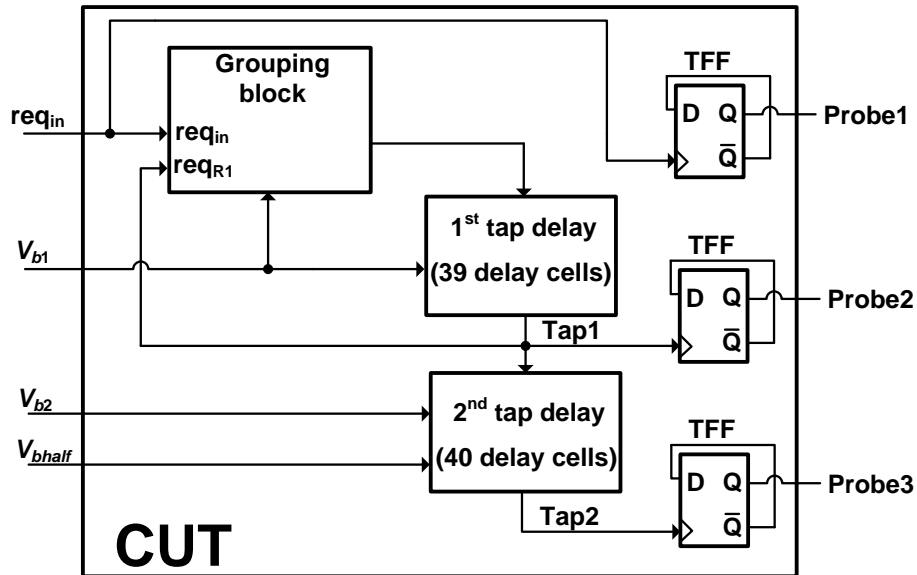 Grouping
block
req_in
req_in
req_R1
TFF
D Q
Q̅
Probe1
1st tap delay
(39 delay cells)
V_b1
TFF
D Q
Q̅
Probe2
Tap1
V_b2
V_bhalf
2nd tap delay
(40 delay cells)
TFF
D Q
Q̅
Probe3
Tap2
CUT